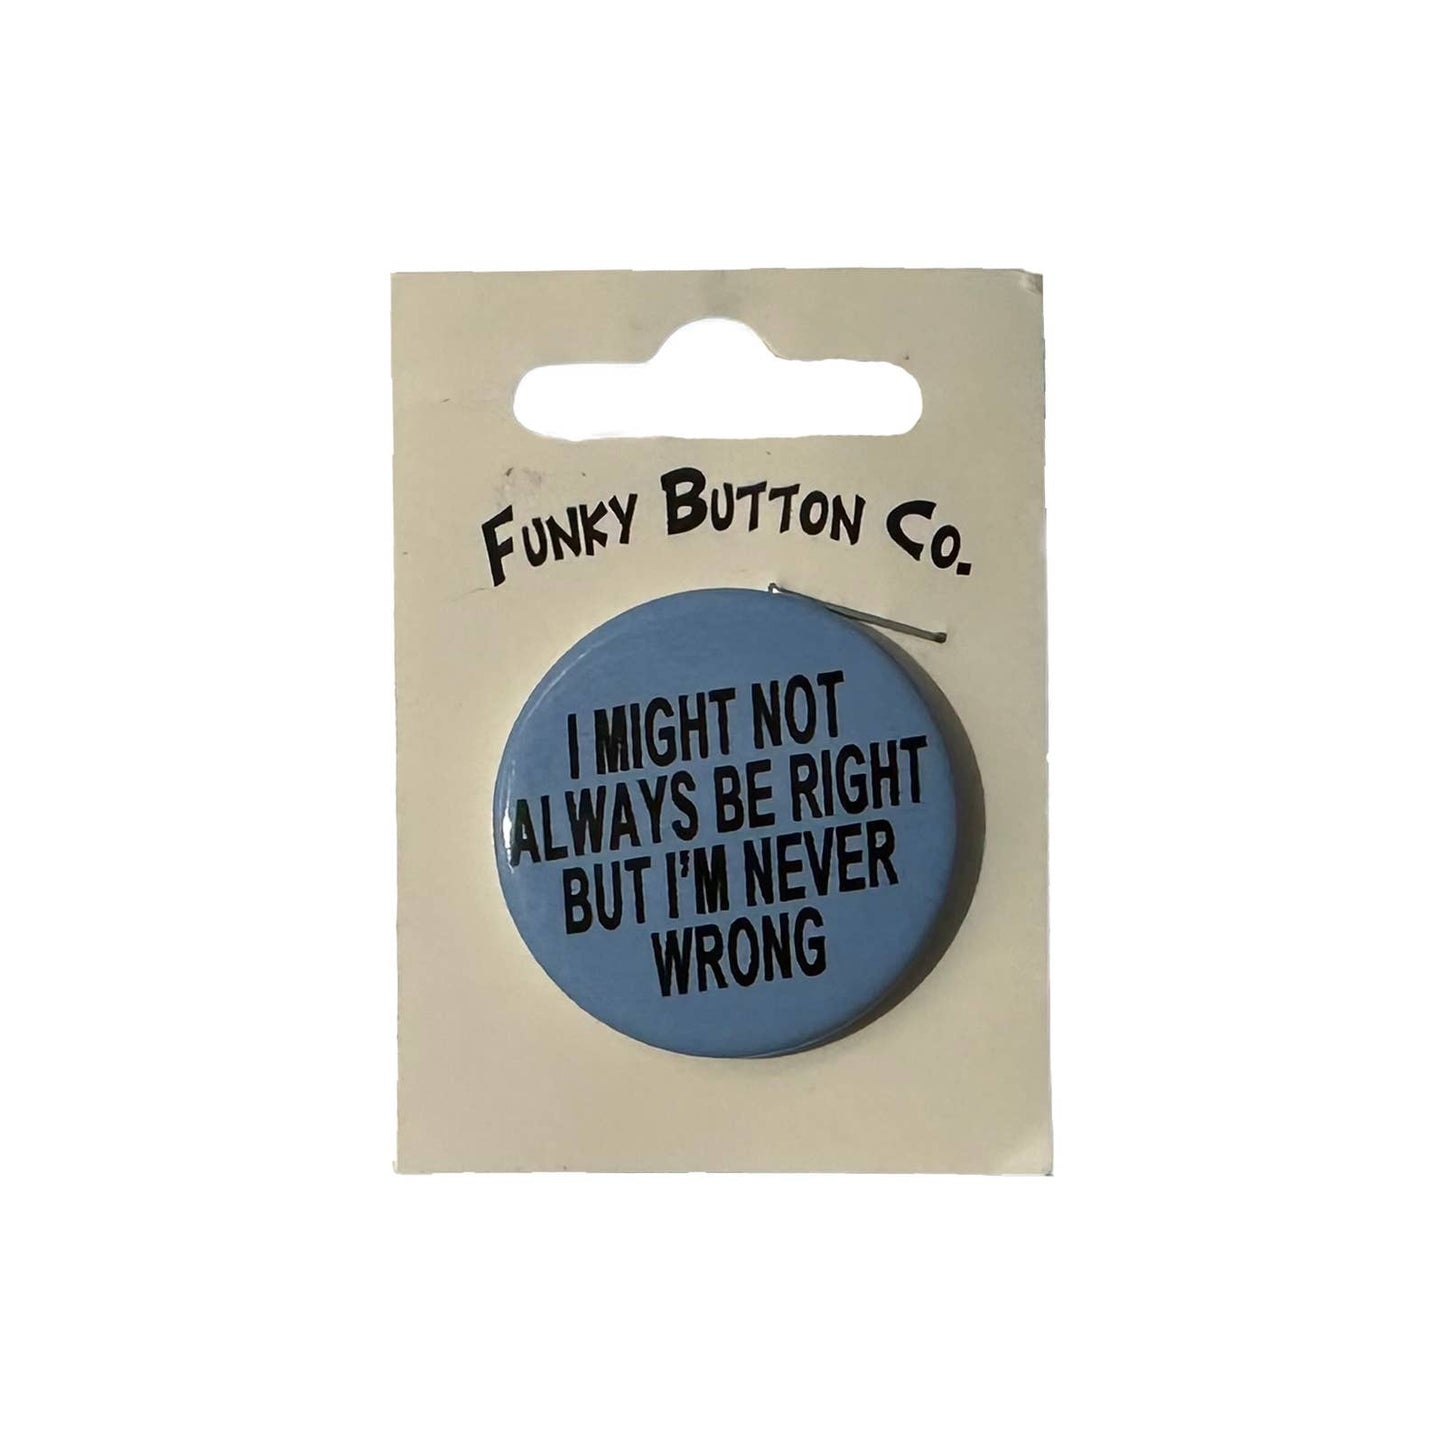 FUNKY BUTTON CO.
I MIGHT NOT
ALWAYS BE RIGHT
BUT I'M NEVER
WRONG